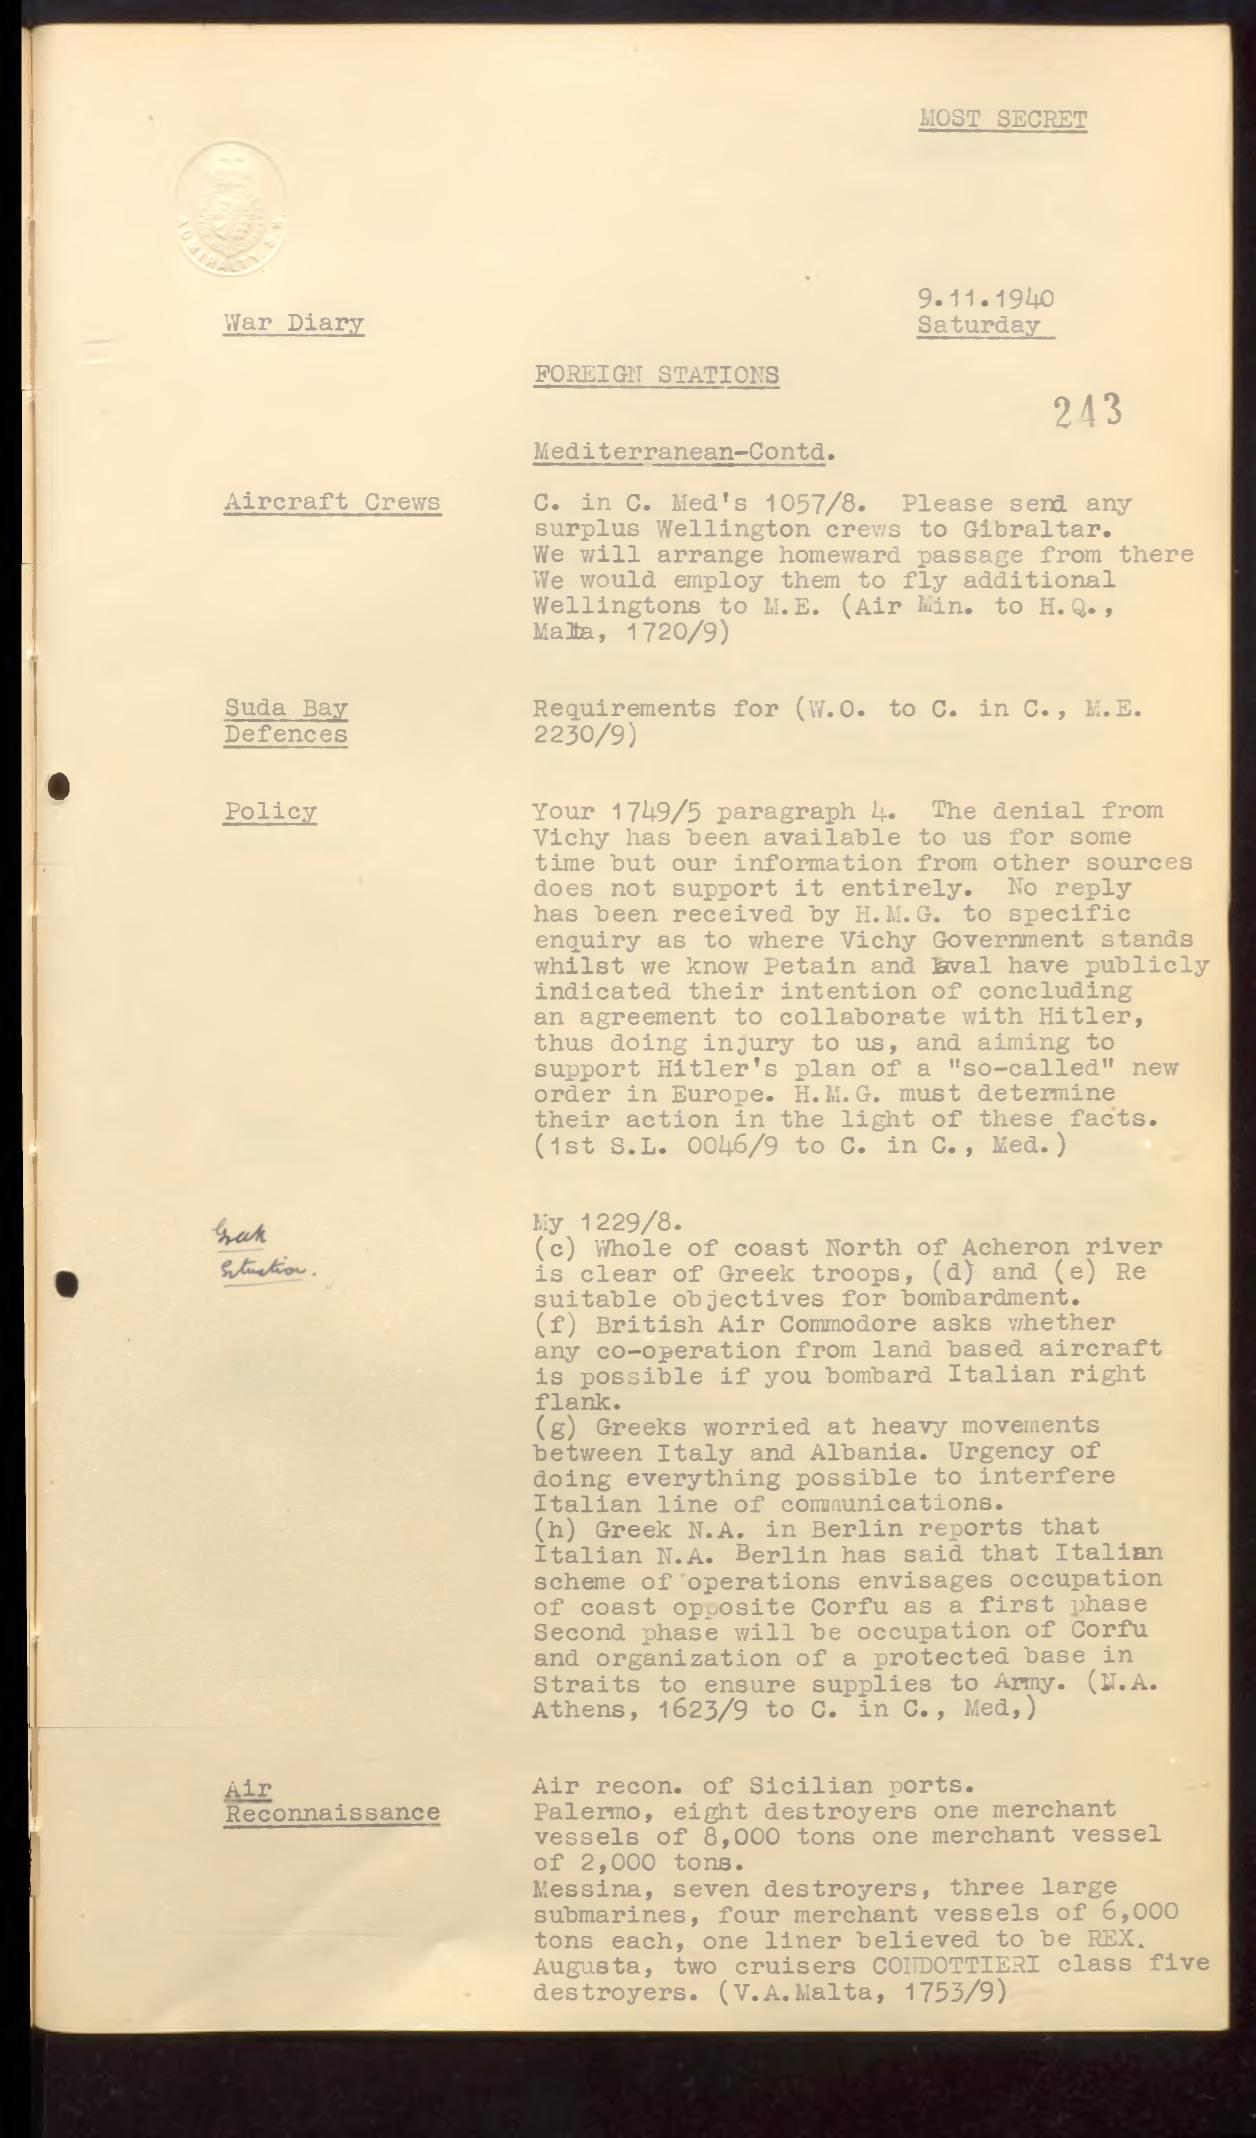 MOST SECRET
ADMIRALTY. S.W
9.11.1940
War Diary
Saturday
FOREIGN STATIONS
243
Mediterranean-Contd.
Aircraft Crews
C. in C. Med's 1057/8. Please send any
surplus Wellington crews to Gibraltar.
We will arrange homeward passage from there
We would employ them to fly additional
Wellingtons to M.E. (Air Min. to H.Q.,
Malta, 1720/9)
Suda Bay
Defences
Requirements for (W.O. to C. in C., M.E.
2230/9)
Policy
Your 1749/5 paragraph 4. The denial from
Vichy has been available to us for some
time but our information from other sources
does not support it entirely. No reply
has been received by H.M.G. to specific
enquiry as to where Vichy Government stands
whilst we know Petain and Laval have publicly
indicated their intention of concluding
an agreement to collaborate with Hitler,
thus doing injury to us, and aiming to
support Hitler's plan of a "so-called" new
order in Europe. H.M.G. must determine
their action in the light of these facts.
(1st S.L. 0046/9 to C. in C., Med.)
Greek
Situation.
My 1229/8.
(c) Whole of coast North of Acheron river
is clear of Greek troops, (d) and (e) Re
suitable objectives for bombardment.
(f) British Air Commodore asks whether
any co-operation from land based aircraft
is possible if you bombard Italian right
flank.
(g) Greeks worried at heavy movements
between Italy and Albania. Urgency of
doing everything possible to interfere
Italian line of communications.
(h) Greek N.A. in Berlin reports that
Italian N.A. Berlin has said that Italian
scheme of operations envisages occupation
of coast opposite Corfu as a first phase
Second phase will be occupation of Corfu
and organization of a protected base in
Straits to ensure supplies to Army. (N.A.
Athens, 1623/9 to C. in C., Med,)
Air
Reconnaissance
Air recon. of Sicilian ports.
Palermo, eight destroyers one merchant
vessels of 8,000 tons one merchant vessel
of 2,000 tons.
Messina, seven destroyers, three large
submarines, four merchant vessels of 6,000
tons each, one liner believed to be REX.
Augusta, two cruisers CONDOTTIERI class five
destroyers. (V.A.Malta, 1753/9)